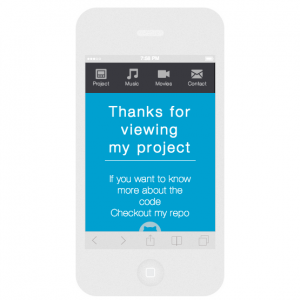 7:55 PM
Project Music Movies Contact
Thanks for
viewing
my project
If you want to know
more about the
code
Checkout my repo